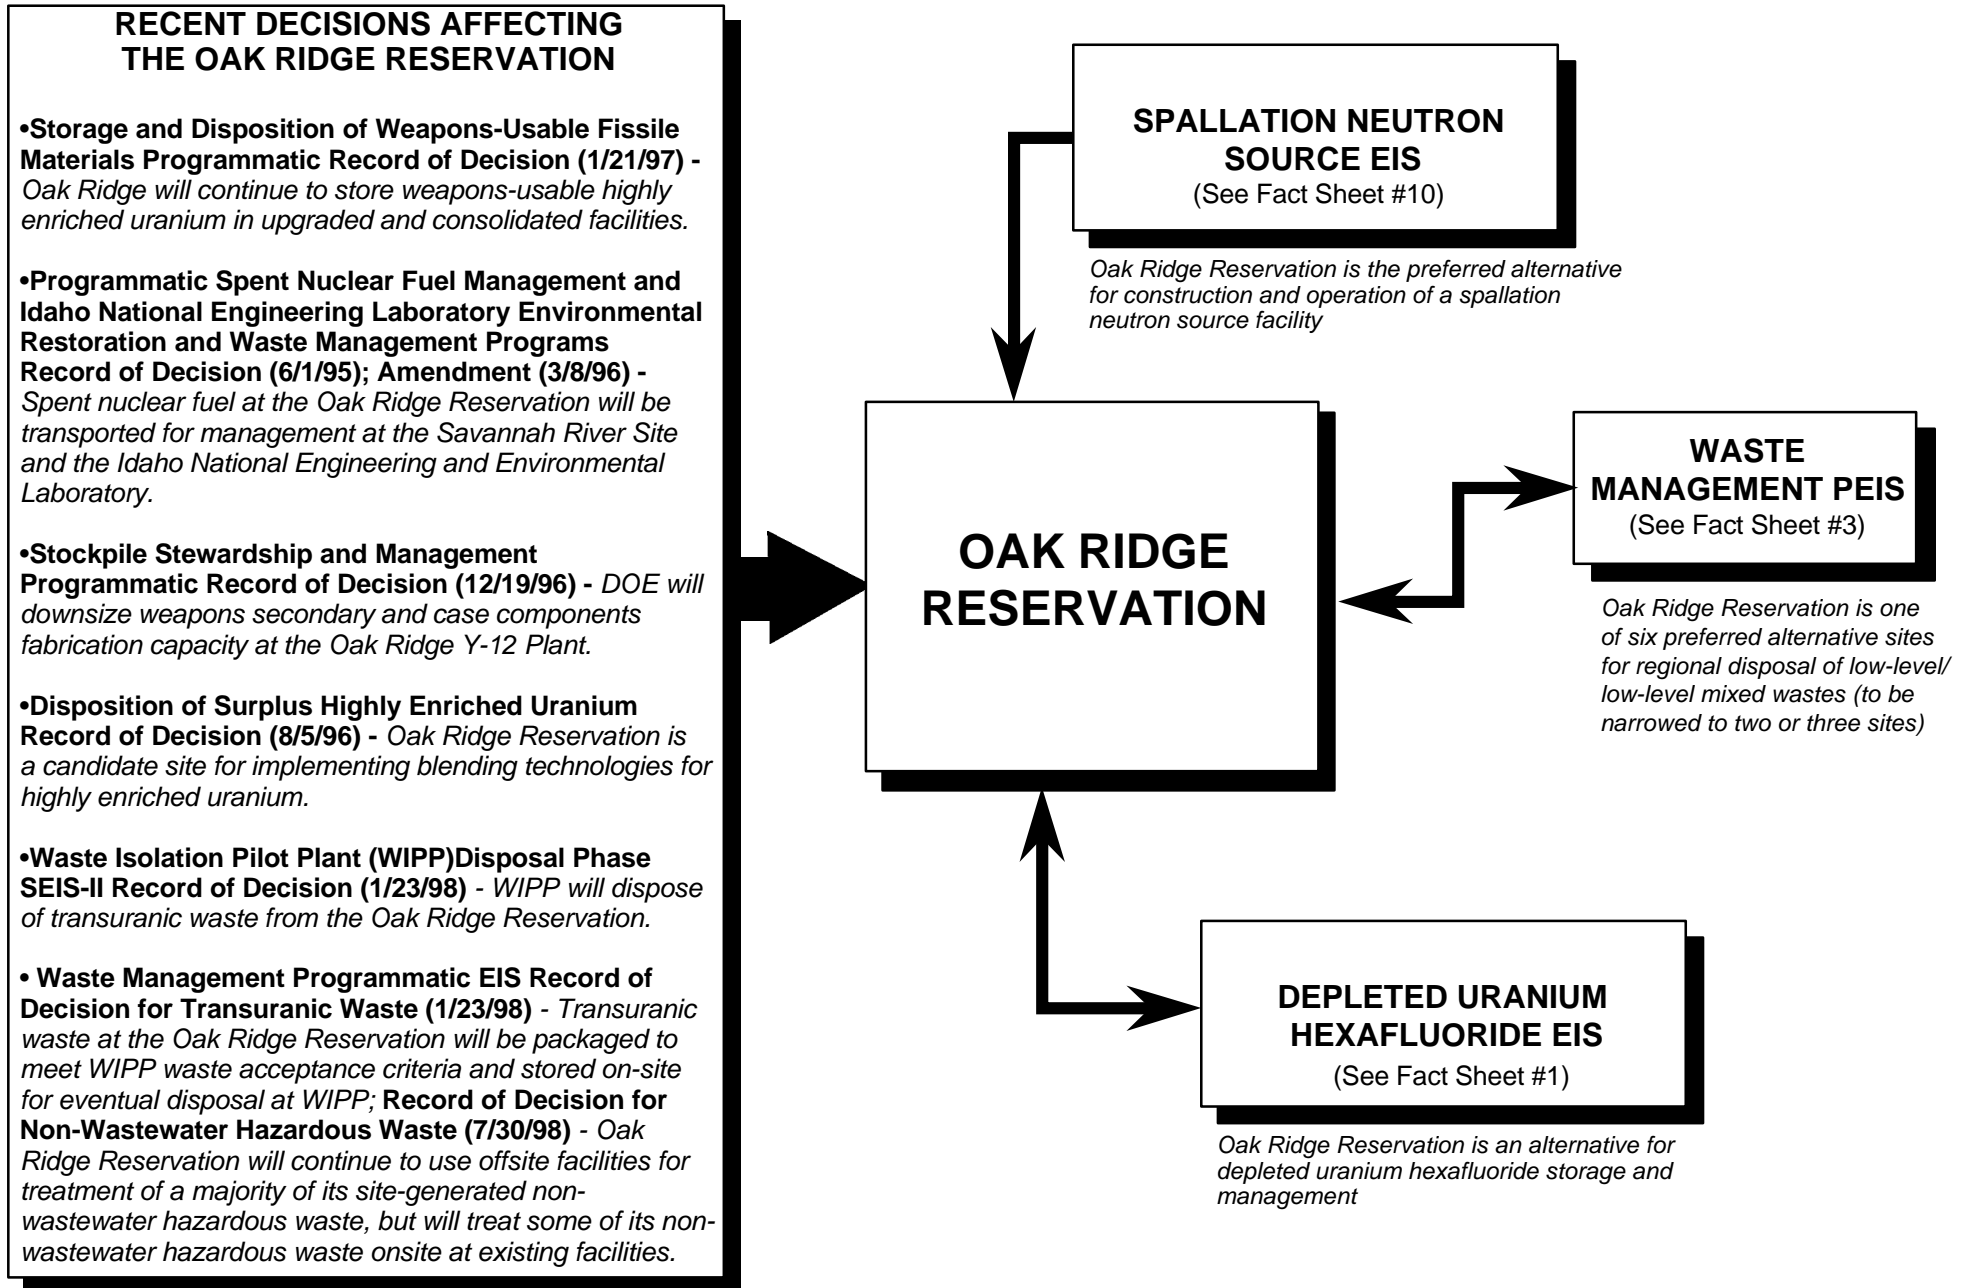 RECENT DECISIONS AFFECTING
THE OAK RIDGE RESERVATION
•Storage and Disposition of Weapons-Usable Fissile
Materials Programmatic Record of Decision (1/21/97) -
Oak Ridge will continue to store weapons-usable highly
enriched uranium in upgraded and consolidated facilities.
•Programmatic Spent Nuclear Fuel Management and
Idaho National Engineering Laboratory Environmental
Restoration and Waste Management Programs
Record of Decision (6/1/95); Amendment (3/8/96) -
Spent nuclear fuel at the Oak Ridge Reservation will be
transported for management at the Savannah River Site
and the Idaho National Engineering and Environmental
Laboratory.
•Stockpile Stewardship and Management
Programmatic Record of Decision (12/19/96) - DOE will
downsize weapons secondary and case components
fabrication capacity at the Oak Ridge Y-12 Plant.
•Disposition of Surplus Highly Enriched Uranium
Record of Decision (8/5/96) - Oak Ridge Reservation is
a candidate site for implementing blending technologies for
highly enriched uranium.
•Waste Isolation Pilot Plant (WIPP)Disposal Phase
SEIS-II Record of Decision (1/23/98) - WIPP will dispose
of transuranic waste from the Oak Ridge Reservation.
• Waste Management Programmatic EIS Record of
Decision for Transuranic Waste (1/23/98) - Transuranic
waste at the Oak Ridge Reservation will be packaged to
meet WIPP waste acceptance criteria and stored on-site
for eventual disposal at WIPP; Record of Decision for
Non-Wastewater Hazardous Waste (7/30/98) - Oak
Ridge Reservation will continue to use offsite facilities for
treatment of a majority of its site-generated non-
wastewater hazardous waste, but will treat some of its non-
wastewater hazardous waste onsite at existing facilities.
SPALLATION NEUTRON
SOURCE EIS
(See Fact Sheet #10)
Oak Ridge Reservation is the preferred alternative
for construction and operation of a spallation
neutron source facility
OAK RIDGE
RESERVATION
WASTE
MANAGEMENT PEIS
(See Fact Sheet #3)
Oak Ridge Reservation is one
of six preferred alternative sites
for regional disposal of low-level/
low-level mixed wastes (to be
narrowed to two or three sites)
DEPLETED URANIUM
HEXAFLUORIDE EIS
(See Fact Sheet #1)
Oak Ridge Reservation is an alternative for
depleted uranium hexafluoride storage and
management